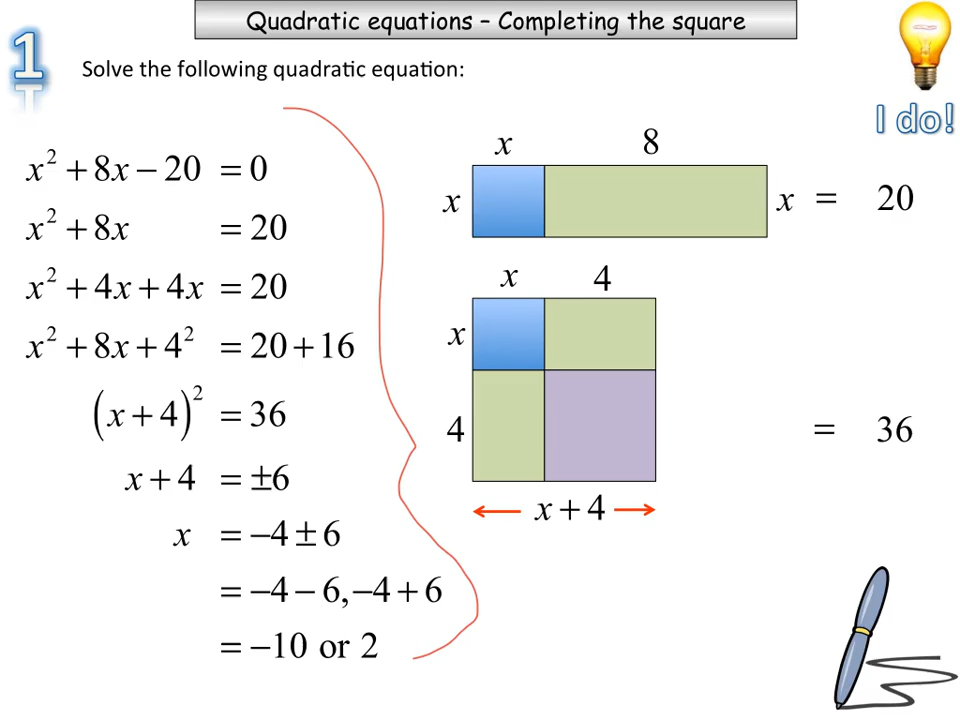 Quadratic equations – Completing the square
1
Solve the following quadratic equation:
I do!
x² + 8x − 20 = 0
x² + 8x = 20
x² + 4x + 4x = 20
x² + 8x + 4² = 20 + 16
(x + 4)² = 36
x + 4 = ±6
x = −4 ± 6
= −4 − 6, −4 + 6
= −10 or 2
x 8
x x = 20
x 4
x
4 = 36
x + 4